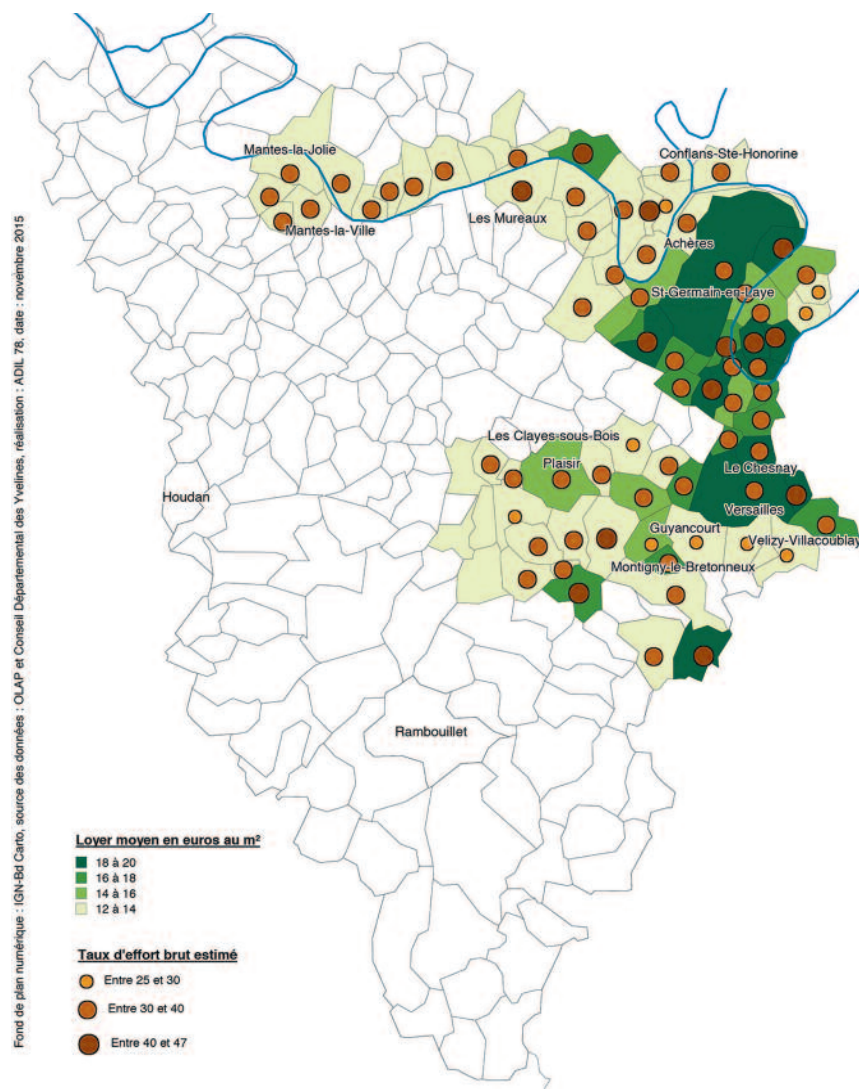 Mantes-la-Jolie
Conflans-Ste-Honorine
Les Mureaux
Mantes-la-Ville
Achères
St-Germain-en-Laye
Les Clayes-sous-Bois
Plaisir
Le Chesnay
Houdan
Versailles
Guyancourt
Velizy-Villacoublay
Montigny-le-Bretonneux
Rambouillet
Loyer moyen en euros au m²
18 à 20
16 à 18
14 à 16
12 à 14
Taux d'effort brut estimé
Entre 25 et 30
Entre 30 et 40
Entre 40 et 47
Fond de plan numérique : IGN-Bd Carto, source des données : OLAP et Conseil Départemental des Yvelines, réalisation : ADIL 78, date : novembre 2015